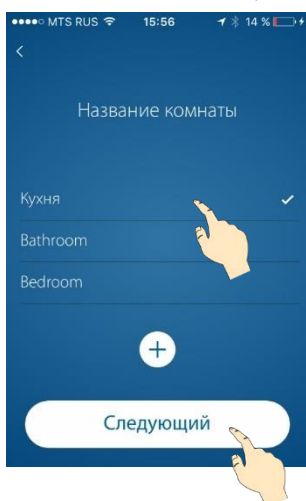 MTS RUS 15:56 14 %
Название комнаты
Кухня
Bathroom
Bedroom
Следующий